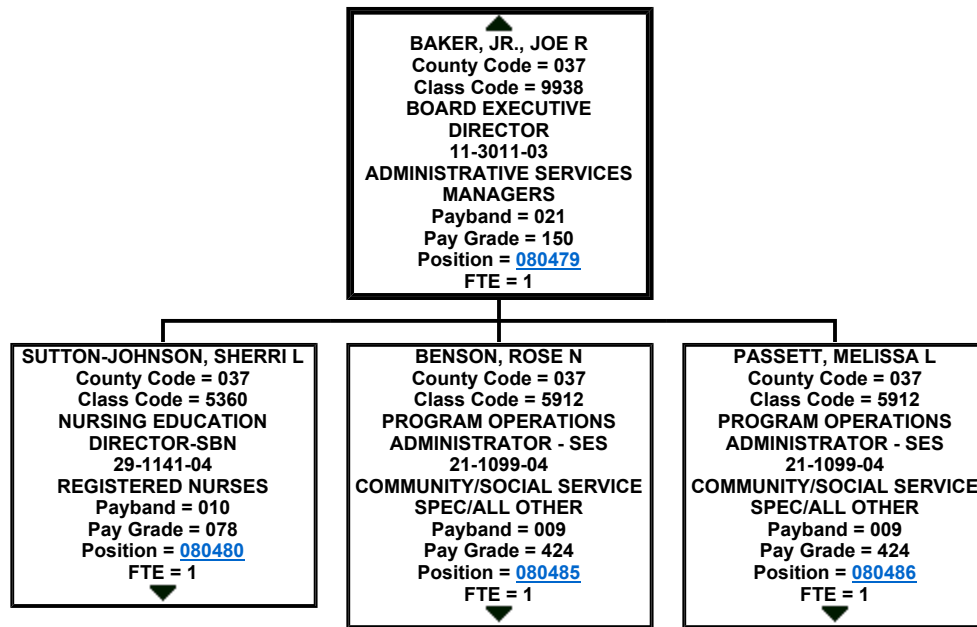 BAKER, JR., JOE R
County Code = 037
Class Code = 9938
BOARD EXECUTIVE
DIRECTOR
11-3011-03
ADMINISTRATIVE SERVICES
MANAGERS
Payband = 021
Pay Grade = 150
Position = 080479
FTE = 1
SUTTON-JOHNSON, SHERRI L
County Code = 037
Class Code = 5360
NURSING EDUCATION
DIRECTOR-SBN
29-1141-04
REGISTERED NURSES
Payband = 010
Pay Grade = 078
Position = 080480
FTE = 1
BENSON, ROSE N
County Code = 037
Class Code = 5912
PROGRAM OPERATIONS
ADMINISTRATOR - SES
21-1099-04
COMMUNITY/SOCIAL SERVICE
SPEC/ALL OTHER
Payband = 009
Pay Grade = 424
Position = 080485
FTE = 1
PASSETT, MELISSA L
County Code = 037
Class Code = 5912
PROGRAM OPERATIONS
ADMINISTRATOR - SES
21-1099-04
COMMUNITY/SOCIAL SERVICE
SPEC/ALL OTHER
Payband = 009
Pay Grade = 424
Position = 080486
FTE = 1